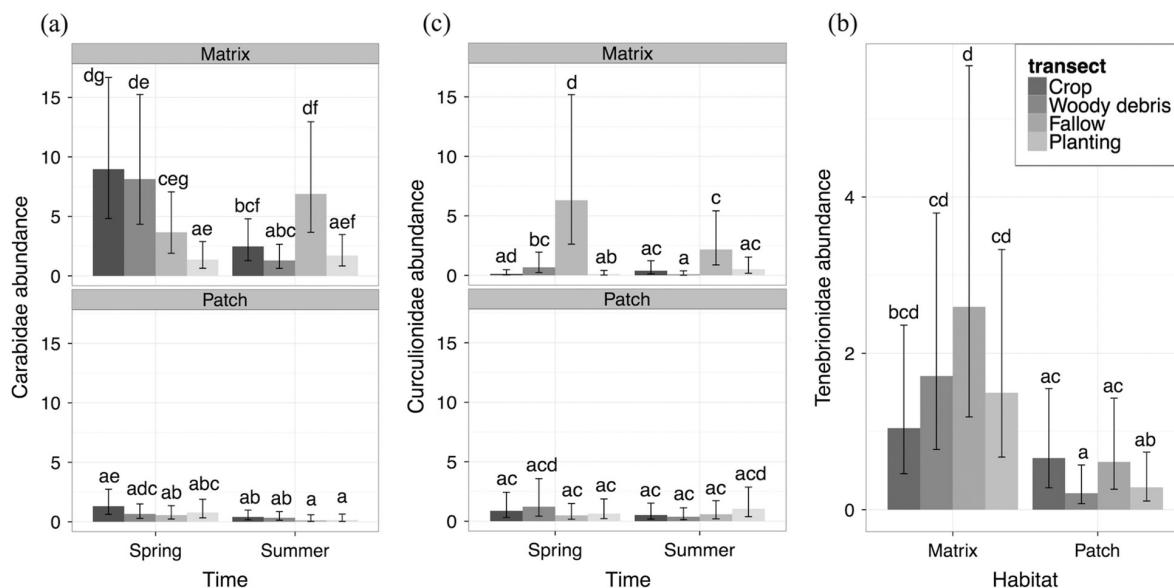 (a)
Matrix
Carabidae abundance
15
10
5
0
dg
de
ceg
ae
bcf
abc
df
aef
Patch
15
10
5
0
ae
adc
ab
abc
ab
ab
a
a
Spring
Summer
Time
(c)
Matrix
Curculionidae abundance
15
10
5
0
ad
bc
d
ab
ac
a
c
ac
Patch
15
10
5
0
ac
acd
ac
ac
ac
ac
ac
acd
Spring
Summer
Time
(b)
Tenebrionidae abundance
4
2
0
bcd
cd
d
cd
ac
a
ac
ab
transect
Crop
Woody debris
Fallow
Planting
Matrix
Patch
Habitat